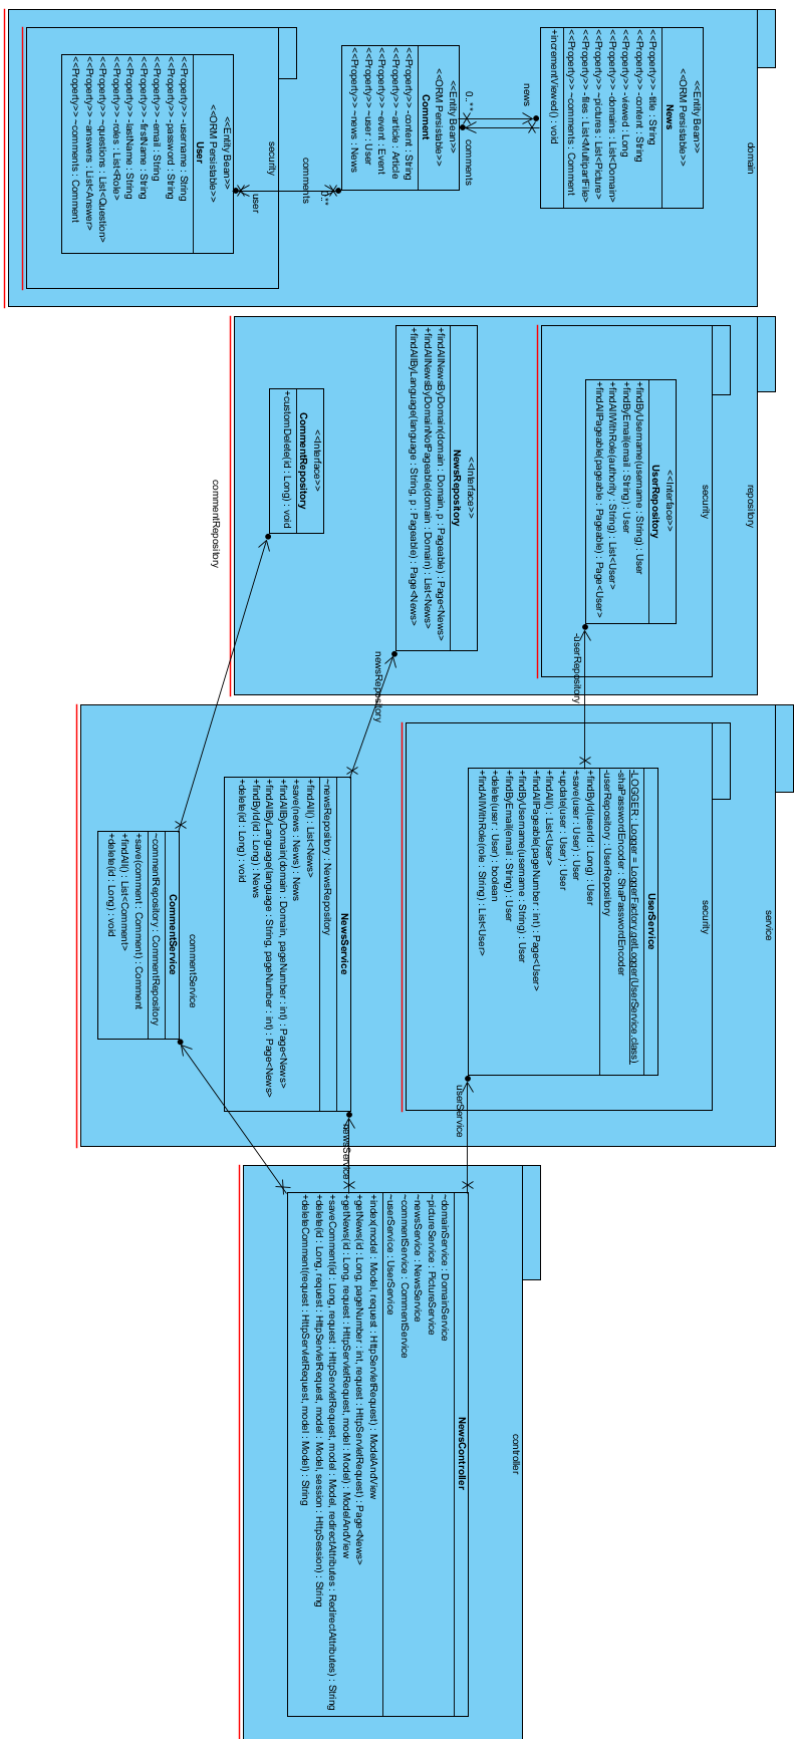 domain
<<Entity Bean>>
<<ORM Persistable>>
News
<<Property>> -title : String
<<Property>> -content : String
<<Property>> -viewed : Long
<<Property>> -domains : List<Domain>
<<Property>> ~pictures : List<Picture>
<<Property>> ~files : List<MultipartFile>
<<Property>> ~comments : Comment
+incrementViewed() : void
news
0..**
comments
<<Entity Bean>>
<<ORM Persistable>>
Comment
<<Property>> -content : String
<<Property>> ~article : Article
<<Property>> ~event : Event
<<Property>> ~user : User
<<Property>> ~news : News
0..**
comments
user
security
<<Entity Bean>>
<<ORM Persistable>>
User
<<Property>> -username : String
<<Property>> -password : String
<<Property>> -email : String
<<Property>> -firstName : String
<<Property>> -lastName : String
<<Property>> -roles : List<Role>
<<Property>> ~questions : List<Question>
<<Property>> ~answers : List<Answer>
<<Property>> ~comments : Comment
repository
security
<<Interface>>
UserRepository
+findByUsername(username : String) : User
+findByEmail(email : String) : User
+findAllWithRole(authority : String) : List<User>
+findAllPageable(pageable : Pageable) : Page<User>
-userRepository
<<Interface>>
NewsRepository
+findAllNewsByDomain(domain : Domain, p : Pageable) : Page<News>
+findAllNewsByDomainNotPageable(domain : Domain) : List<News>
+findAllByLanguage(language : String, p : Pageable) : Page<News>
newsRepository
<<Interface>>
CommentRepository
+customDelete(id : Long) : void
commentRepository
service
security
UserService
-LOGGER : Logger = LoggerFactory.getLogger(UserService.class)
-shaPasswordEncoder : ShaPasswordEncoder
-userRepository : UserRepository
+findById(userId : Long) : User
+save(user : User) : User
+update(user : User) : User
+findAll() : List<User>
+findAllPageable(pageNumber : int) : Page<User>
+findByUsername(username : String) : User
+findByEmail(email : String) : User
+delete(user : User) : boolean
+findAllWithRole(role : String) : List<User>
userService
NewsService
~newsRepository : NewsRepository
+findAll() : List<News>
+save(news : News) : News
+findAllByDomain(domain : Domain, pageNumber : int) : Page<News>
+findAllByLanguage(language : String, pageNumber : int) : Page<News>
+findById(id : Long) : News
+delete(id : Long) : void
newsService
commentService
CommentService
~commentRepository : CommentRepository
+save(comment : Comment) : Comment
+findAll() : List<Comment>
+delete(id : Long) : void
controller
NewsController
~domainService : DomainService
~pictureService : PictureService
~newsService : NewsService
~commentService : CommentService
~userService : UserService
+index(model : Model, request : HttpServletRequest) : ModelAndView
+getNews(id : Long, pageNumber : int, request : HttpServletRequest) : Page<News>
+getNews(id : Long, request : HttpServletRequest, model : Model) : ModelAndView
+saveComment(id : Long, request : HttpServletRequest, model : Model, redirectAttributes : RedirectAttributes) : String
+delete(id : Long, request : HttpServletRequest, model : Model, session : HttpSession) : String
+deleteComment(request : HttpServletRequest, model : Model) : String